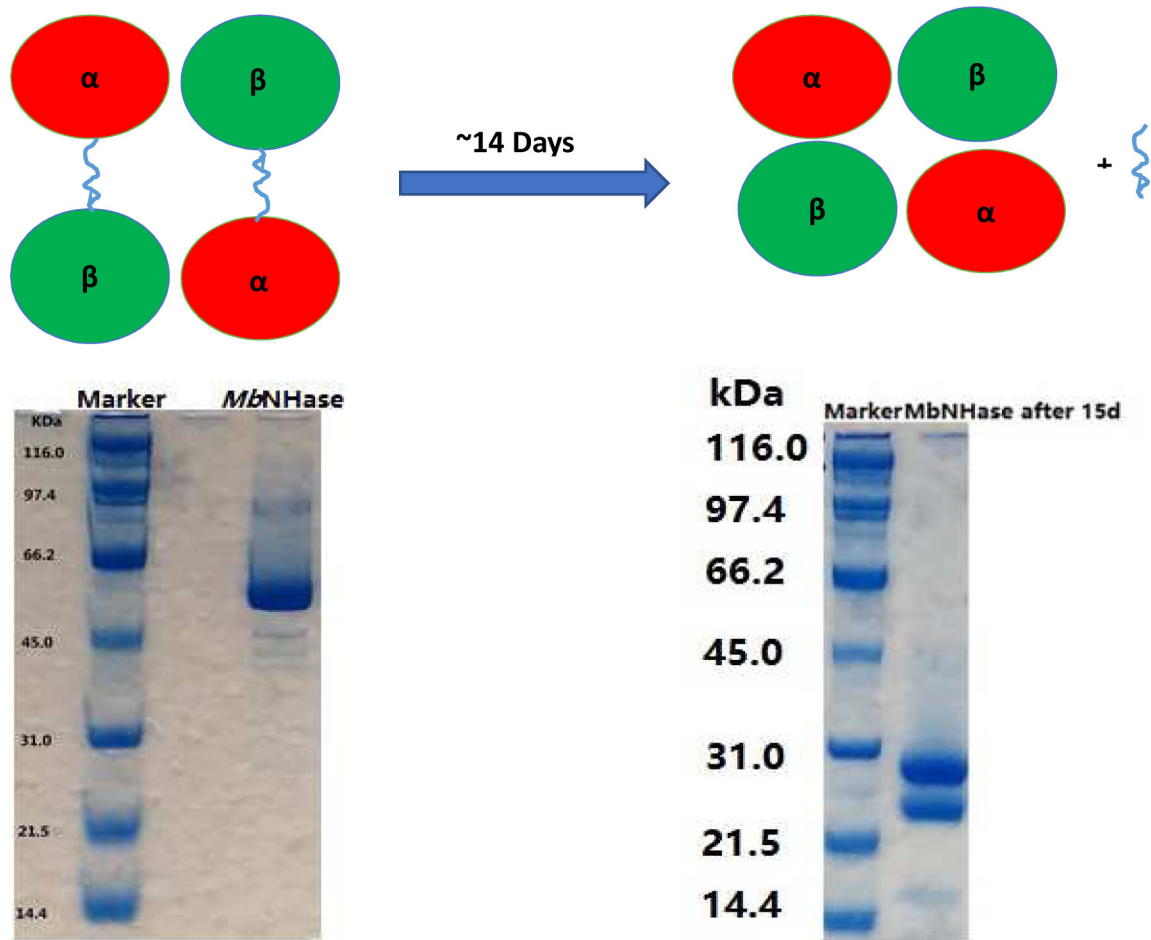 α
β
~14 Days
α
β
β
α
β
α
+
Marker
MbNHase
KDa
116.0
97.4
66.2
45.0
31.0
21.5
14.4
kDa
Marker MbNHase after 15d
116.0
97.4
66.2
45.0
31.0
21.5
14.4